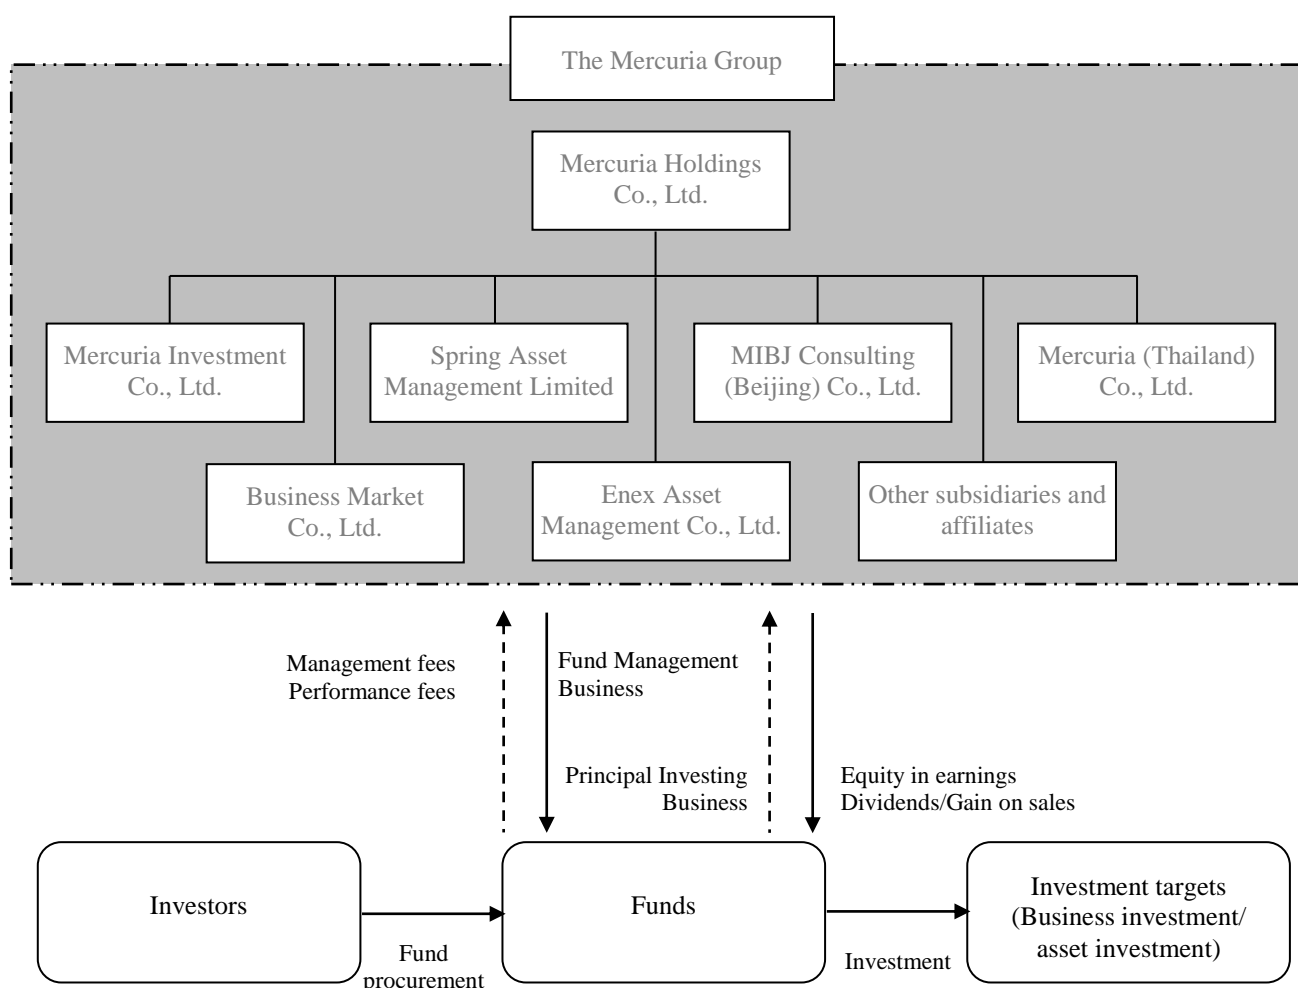 The Mercuria Group
Mercuria Holdings
Co., Ltd.
Mercuria Investment
Co., Ltd.
Spring Asset
Management Limited
MIBJ Consulting
(Beijing) Co., Ltd.
Mercuria (Thailand)
Co., Ltd.
Business Market
Co., Ltd.
Enex Asset
Management Co., Ltd.
Other subsidiaries and
affiliates
Management fees
Performance fees
Fund Management
Business
Principal Investing
Business
Equity in earnings
Dividends/Gain on sales
Investors
Fund
procurement
Funds
Investment
Investment targets
(Business investment/
asset investment)